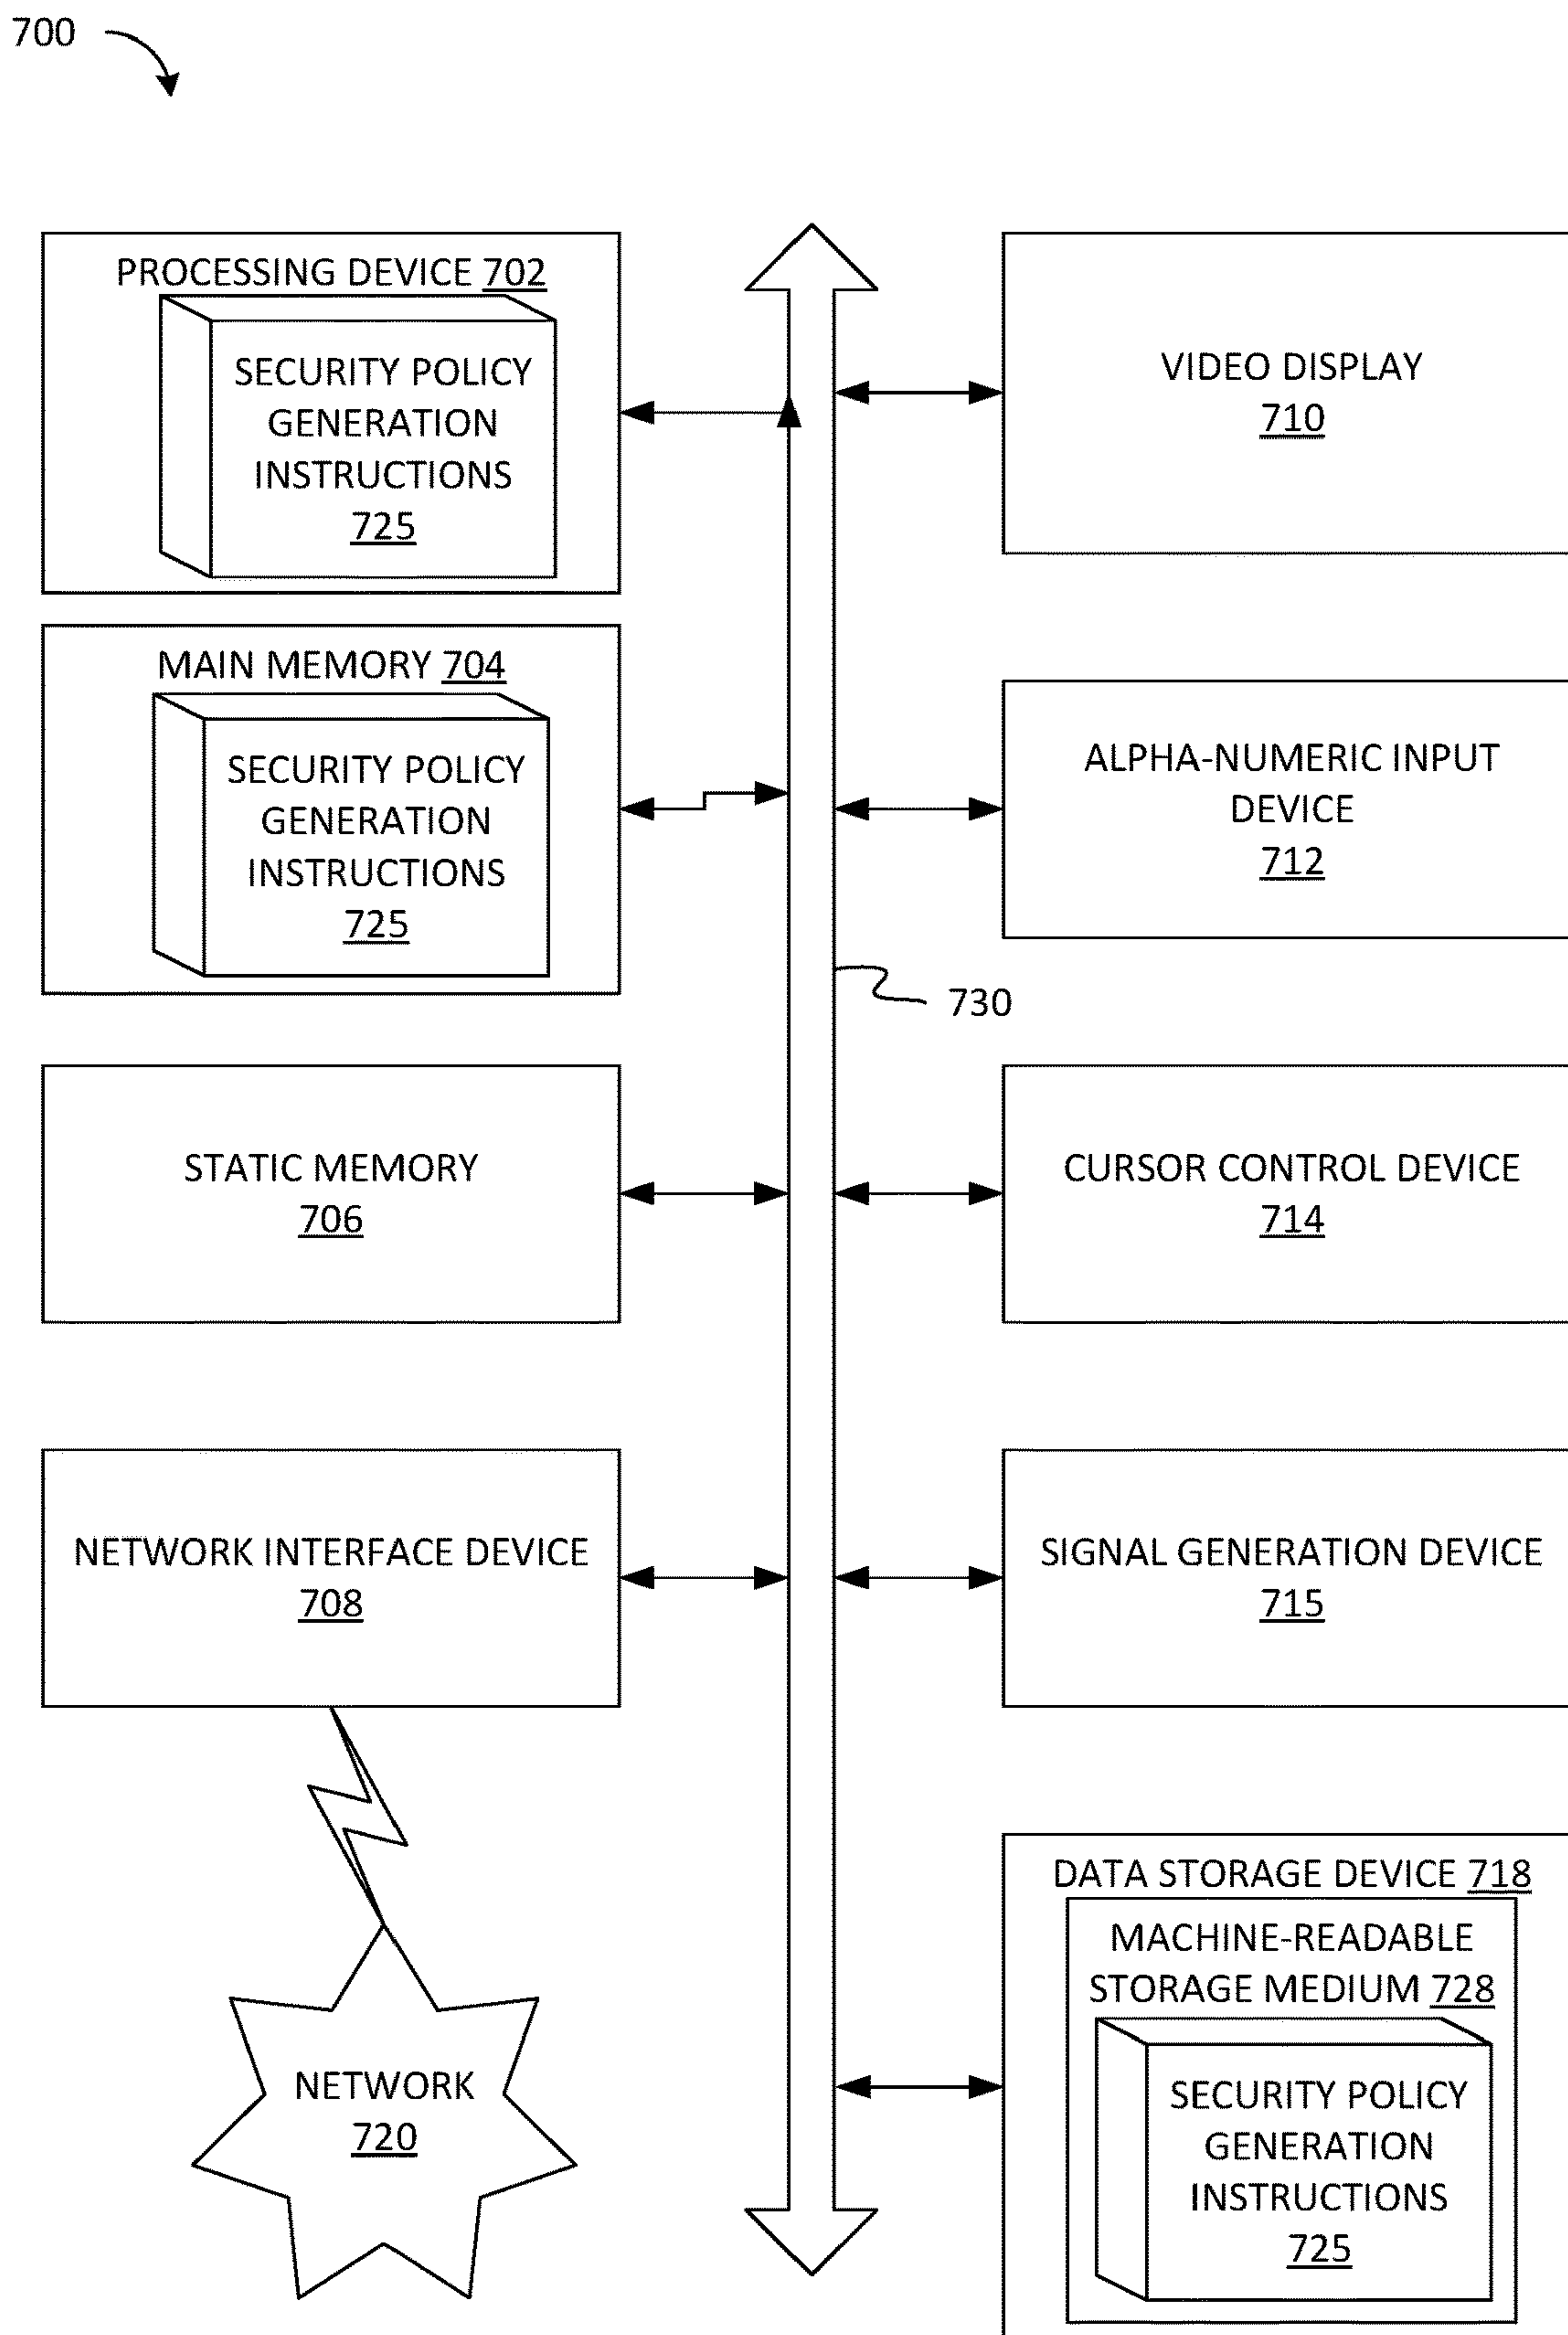 700
PROCESSING DEVICE 702
SECURITY POLICY
GENERATION
INSTRUCTIONS
725
MAIN MEMORY 704
SECURITY POLICY
GENERATION
INSTRUCTIONS
725
STATIC MEMORY
706
NETWORK INTERFACE DEVICE
708
NETWORK
720
VIDEO DISPLAY
710
ALPHA-NUMERIC INPUT
DEVICE
712
730
CURSOR CONTROL DEVICE
714
SIGNAL GENERATION DEVICE
715
DATA STORAGE DEVICE 718
MACHINE-READABLE
STORAGE MEDIUM 728
SECURITY POLICY
GENERATION
INSTRUCTIONS
725